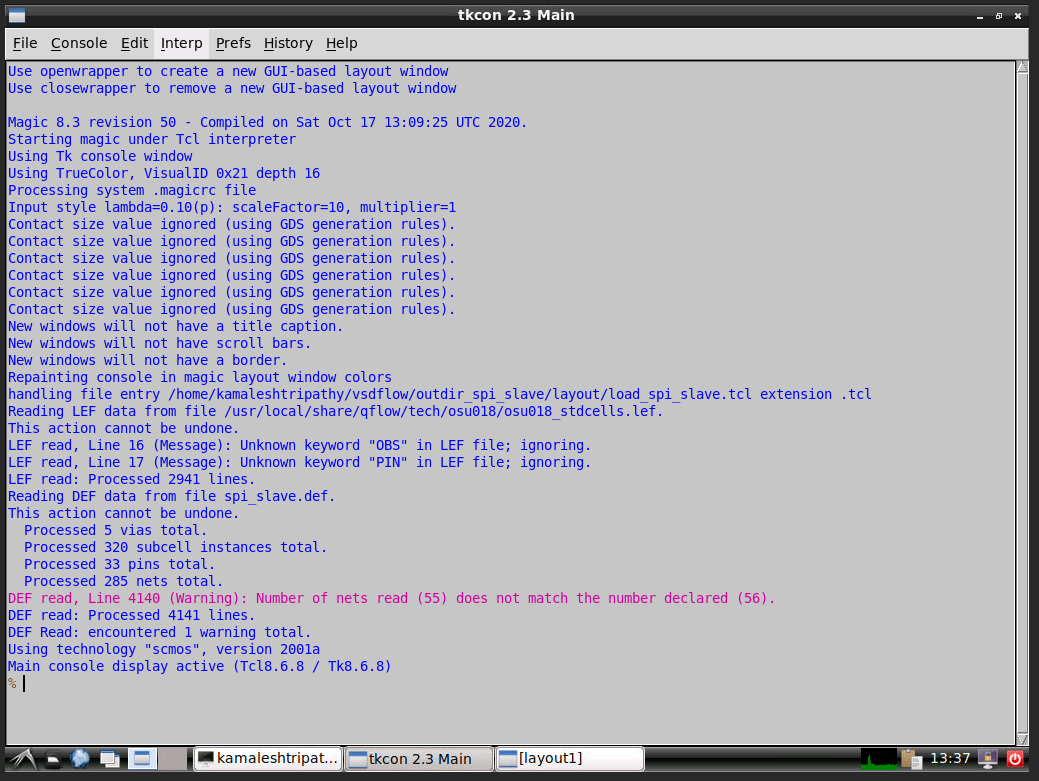 tkcon 2.3 Main
File Console Edit Interp Prefs History Help
Use openwrapper to create a new GUI-based layout window
Use closewrapper to remove a new GUI-based layout window
Magic 8.3 revision 50 - Compiled on Sat Oct 17 13:09:25 UTC 2020.
Starting magic under Tcl interpreter
Using Tk console window
Using TrueColor, VisualID 0x21 depth 16
Processing system .magicrc file
Input style lambda=0.10(p): scaleFactor=10, multiplier=1
Contact size value ignored (using GDS generation rules).
Contact size value ignored (using GDS generation rules).
Contact size value ignored (using GDS generation rules).
Contact size value ignored (using GDS generation rules).
Contact size value ignored (using GDS generation rules).
Contact size value ignored (using GDS generation rules).
New windows will not have a title caption.
New windows will not have scroll bars.
New windows will not have a border.
Repainting console in magic layout window colors
handling file entry /home/kamaleshtripathy/vsdflow/outdir_spi_slave/layout/load_spi_slave.tcl extension .tcl
Reading LEF data from file /usr/local/share/qflow/tech/osu018/osu018_stdcells.lef.
This action cannot be undone.
LEF read, Line 16 (Message): Unknown keyword "OBS" in LEF file; ignoring.
LEF read, Line 17 (Message): Unknown keyword "PIN" in LEF file; ignoring.
LEF read: Processed 2941 lines.
Reading DEF data from file spi_slave.def.
This action cannot be undone.
  Processed 5 vias total.
  Processed 320 subcell instances total.
  Processed 33 pins total.
  Processed 285 nets total.
DEF read, Line 4140 (Warning): Number of nets read (55) does not match the number declared (56).
DEF read: Processed 4141 lines.
DEF Read: encountered 1 warning total.
Using technology "scmos", version 2001a
Main console display active (Tcl8.6.8 / Tk8.6.8)
%
kamaleshtripat... tkcon 2.3 Main [layout1] 13:37